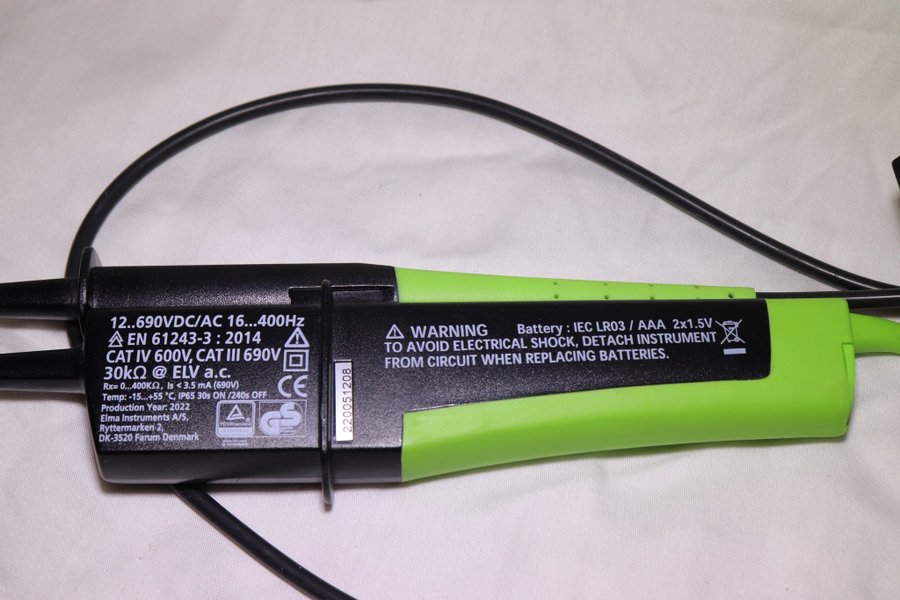 12..690VDC/AC 16...400Hz
EN 61243-3 : 2014
CAT IV 600V, CAT III 690V
30kΩ @ ELV a.c.
Rx= 0...400KΩ, Is < 3.5 mA (690V)
Temp: -15...+55 °C, IP65 30s ON /240s OFF
Production Year: 2022
Elma Instruments A/S,
Ryttermarken 2,
DK-3520 Farum Denmark
CE
GS
220051208
WARNING Battery : IEC LR03 / AAA 2x1.5V
TO AVOID ELECTRICAL SHOCK, DETACH INSTRUMENT
FROM CIRCUIT WHEN REPLACING BATTERIES.